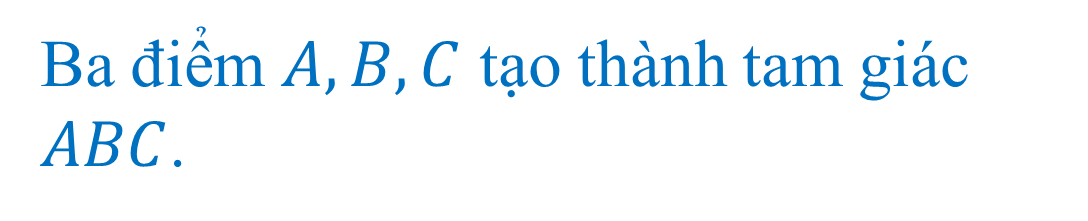 Ba điểm A, B, C tạo thành tam giác
ABC.